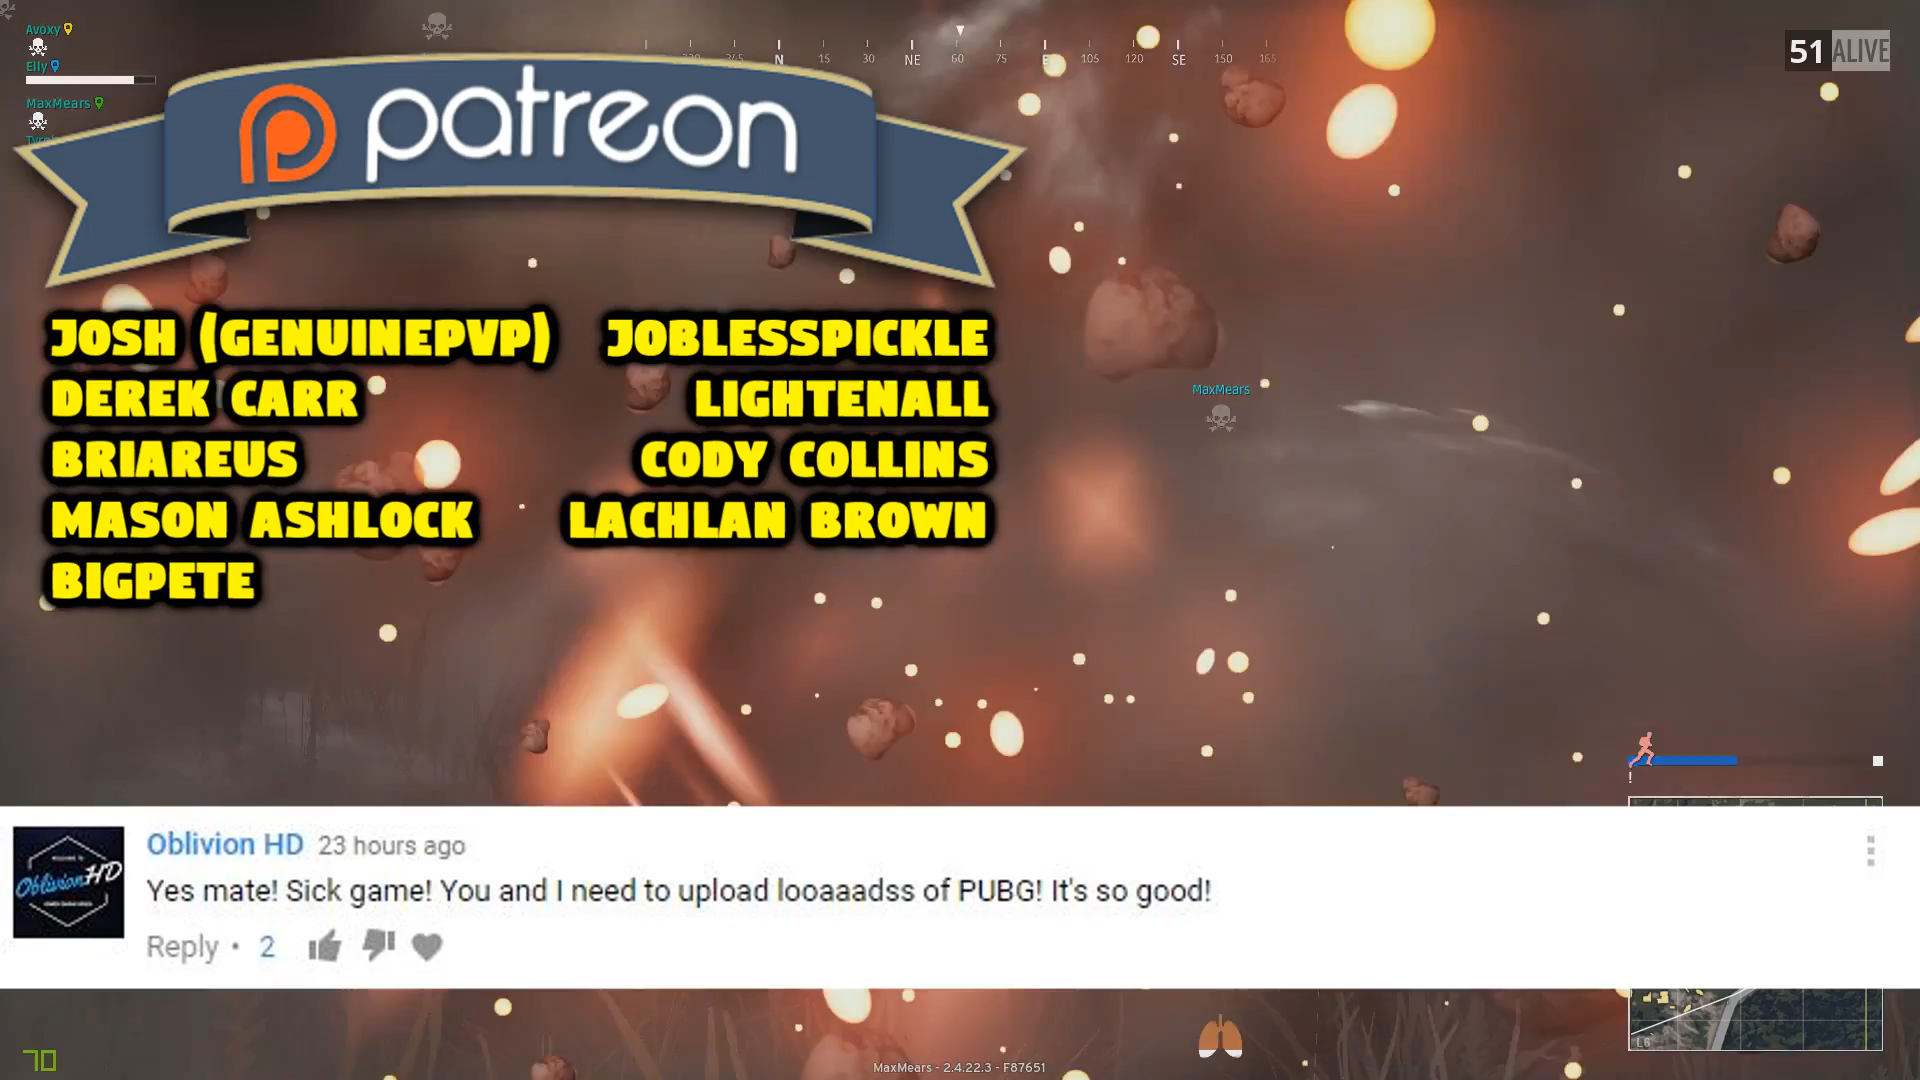 Avoxy
Elly
MaxMears
N 15 30 NE 60 75 E 105 120 SE 150 165
51 ALIVE
patreon
JOSH (GENUINEPVP) JOBLESSPICKLE
DEREK CARR LIGHTENALL
BRIAREUS CODY COLLINS
MASON ASHLOCK LACHLAN BROWN
BIGPETE
MaxMears
!
Oblivion HD 23 hours ago
Yes mate! Sick game! You and I need to upload looaaadss of PUBG! It's so good!
Reply • 2
Oblivion HD
L6
70
MaxMears - 2.4.22.3 - F87651